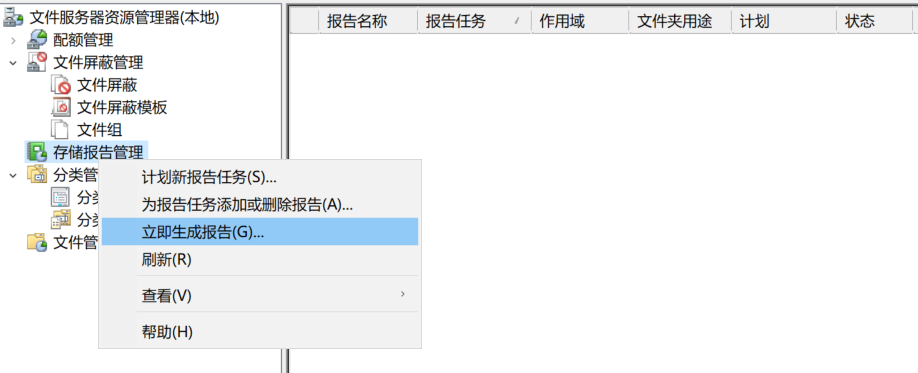 文件服务器资源管理器(本地)
配额管理
文件屏蔽管理
文件屏蔽
文件屏蔽模板
文件组
存储报告管理
分类管
分类
分类
文件管
计划新报告任务(S)...
为报告任务添加或删除报告(A)...
立即生成报告(G)...
刷新(R)
查看(V)
帮助(H)
报告名称 报告任务 作用域 文件夹用途 计划 状态